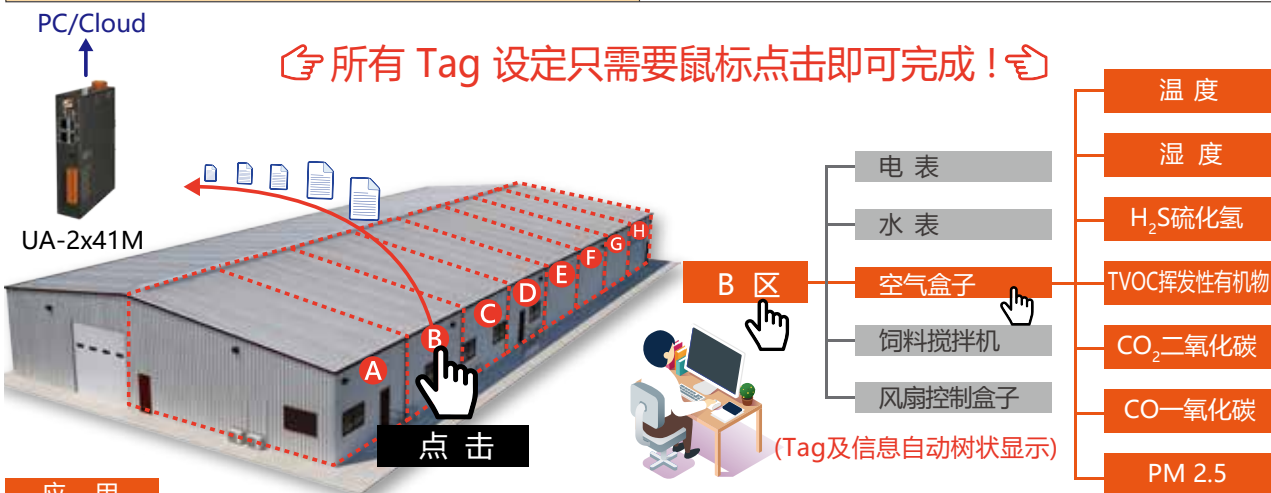 PC/Cloud
所有 Tag 设定只需要鼠标点击即可完成！
UA-2x41M
A
B
C
D
E
F
G
H
点 击
B 区
电 表
水 表
空气盒子
饲料搅拌机
风扇控制盒子
(Tag及信息自动树状显示)
温 度
湿 度
H₂S硫化氢
TVOC挥发性有机物
CO₂二氧化碳
CO一氧化碳
PM 2.5
应 用